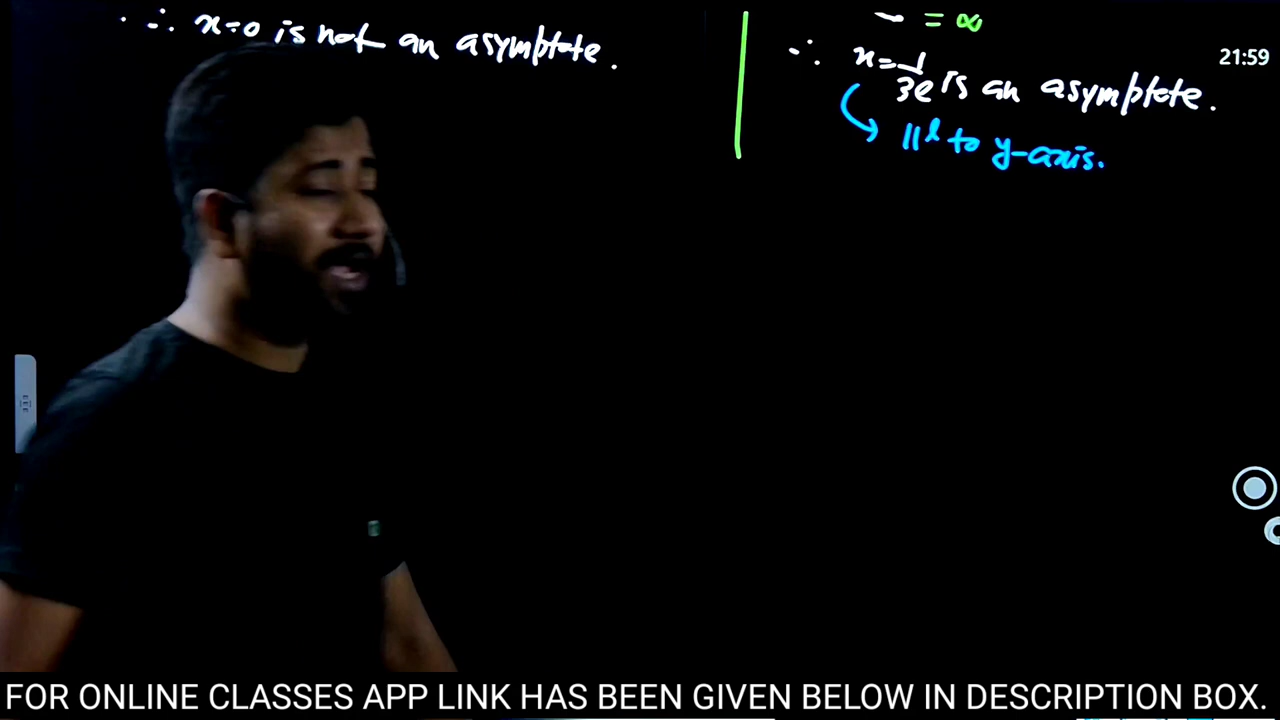 ∴ x=0 is not an asymptote.
= ∞
∴ x=-1/3e is an asymptote.
||l to y-axis.
21:59
FOR ONLINE CLASSES APP LINK HAS BEEN GIVEN BELOW IN DESCRIPTION BOX.